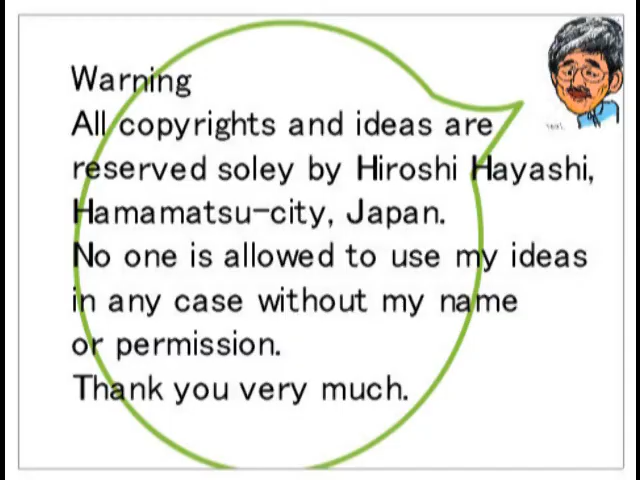 Warning
All copyrights and ideas are
reserved soley by Hiroshi Hayashi,
Hamamatsu-city, Japan.
No one is allowed to use my ideas
in any case without my name
or permission.
Thank you very much.